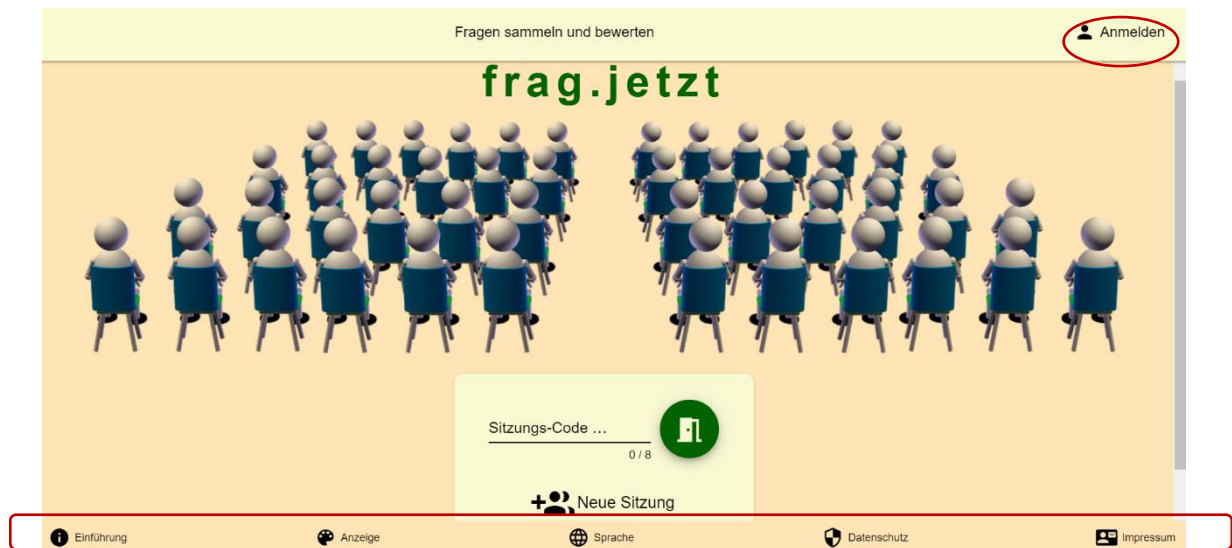 Fragen sammeln und bewerten
Anmelden
frag.jetzt
Sitzungs-Code ...
0 / 8
Neue Sitzung
Einführung Anzeige Sprache Datenschutz Impressum